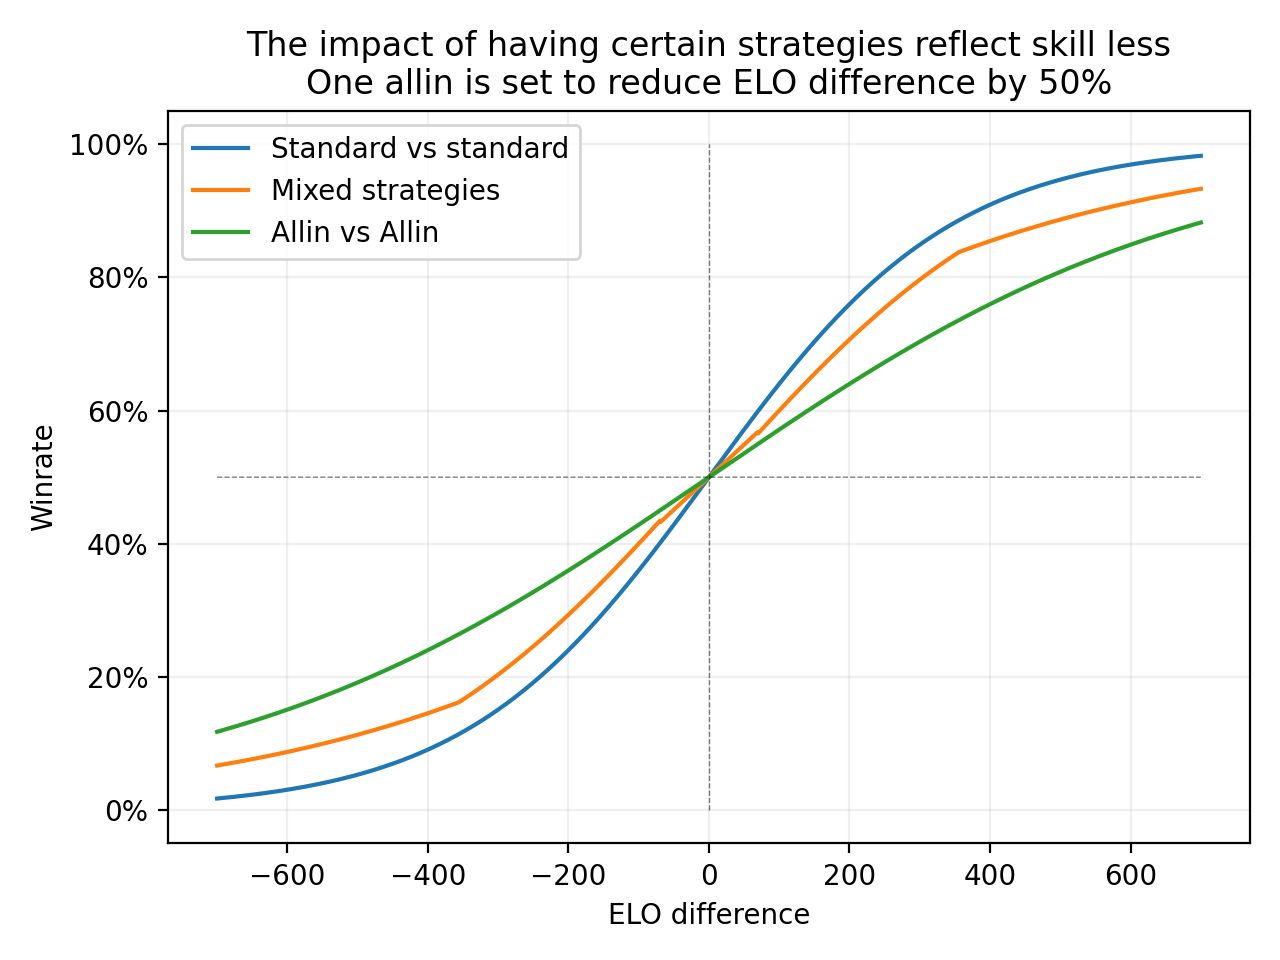 The impact of having certain strategies reflect skill less
One allin is set to reduce ELO difference by 50%
Standard vs standard
Mixed strategies
Allin vs Allin
100%
80%
60%
40%
20%
0%
Winrate
−600
−400
−200
0
200
400
600
ELO difference